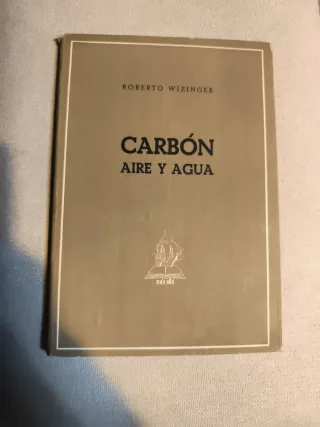 ROBERTO WIZINGER
CARBÓN
AIRE Y AGUA